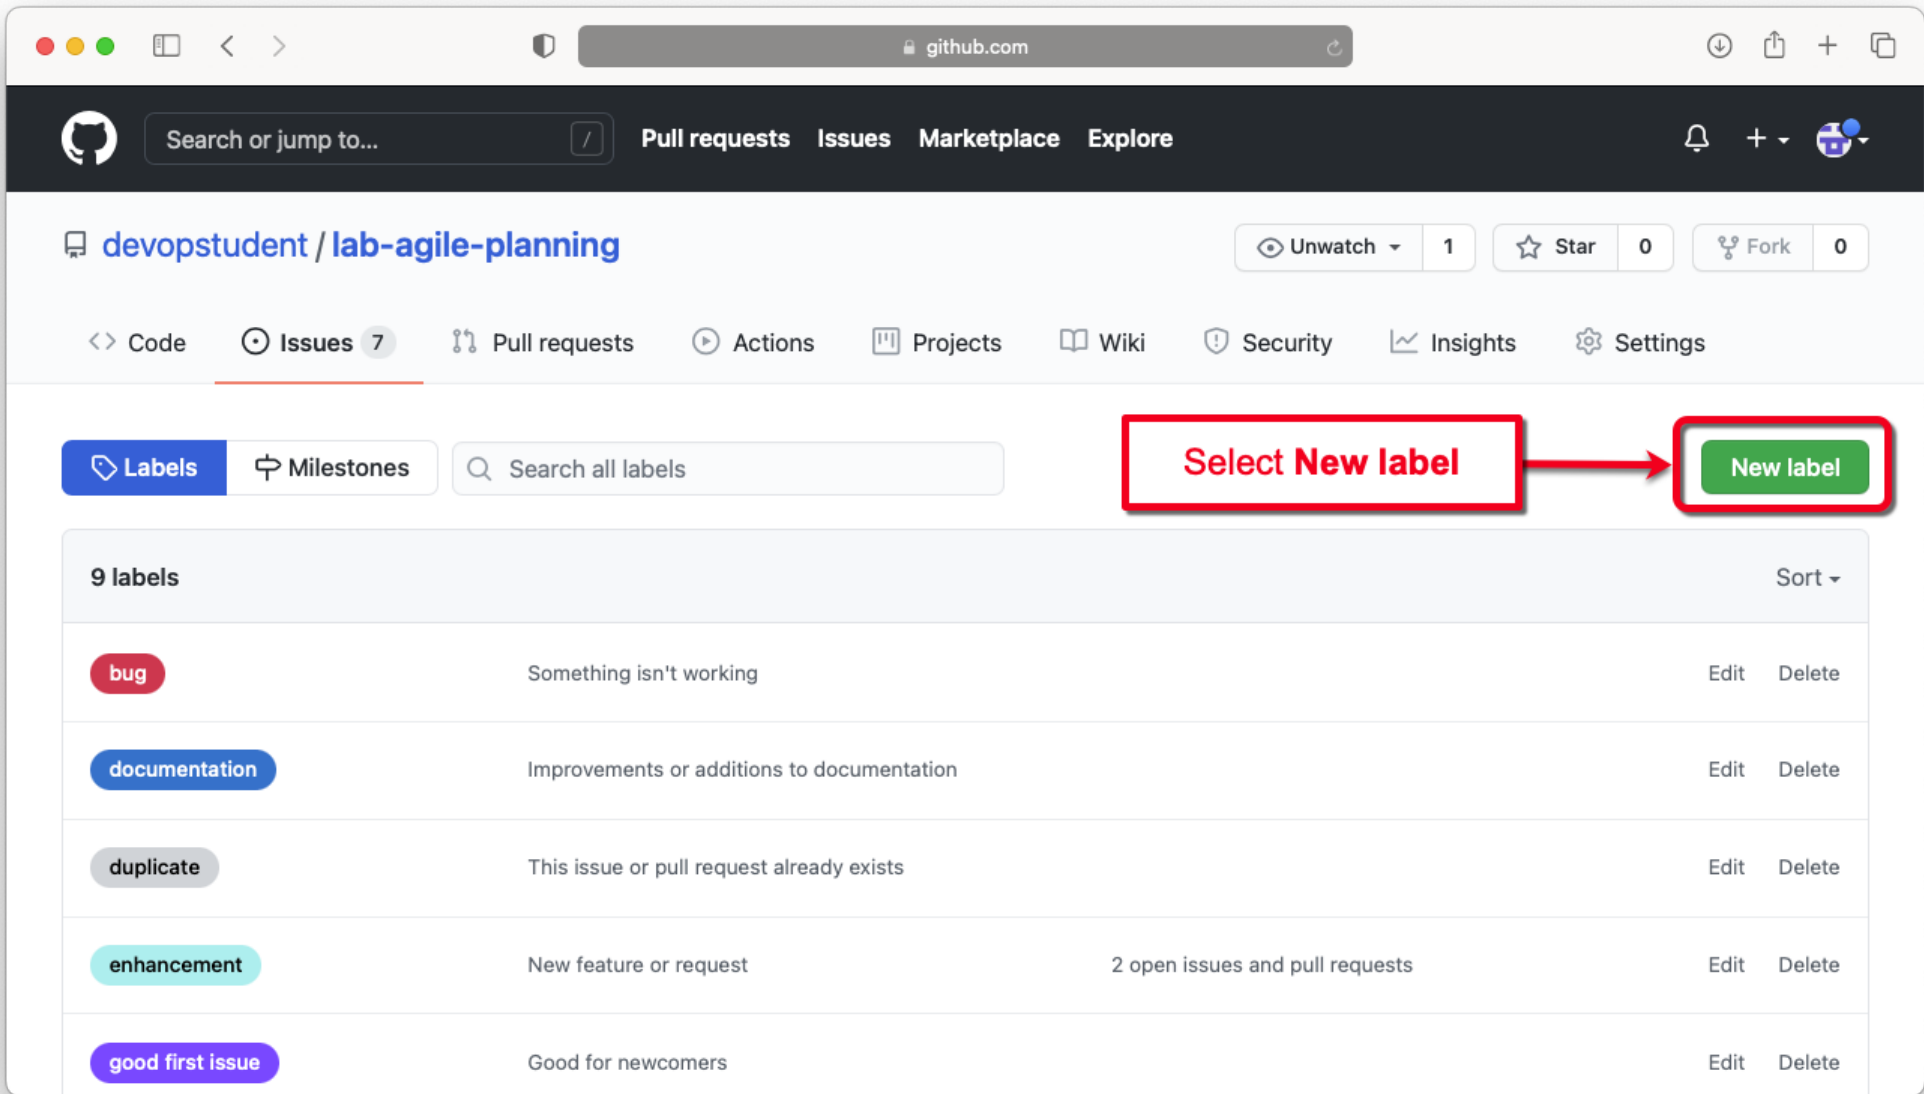 github.com
Search or jump to... / Pull requests Issues Marketplace Explore
devopstudent / lab-agile-planning Unwatch 1 Star 0 Fork 0
Code Issues 7 Pull requests Actions Projects Wiki Security Insights Settings
Labels Milestones Search all labels Select New label New label
9 labels Sort
bug Something isn't working Edit Delete
documentation Improvements or additions to documentation Edit Delete
duplicate This issue or pull request already exists Edit Delete
enhancement New feature or request 2 open issues and pull requests Edit Delete
good first issue Good for newcomers Edit Delete